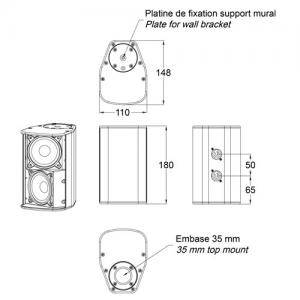 Platine de fixation support mural
Plate for wall bracket
148
110
180
50
65
Embase 35 mm
35 mm top mount